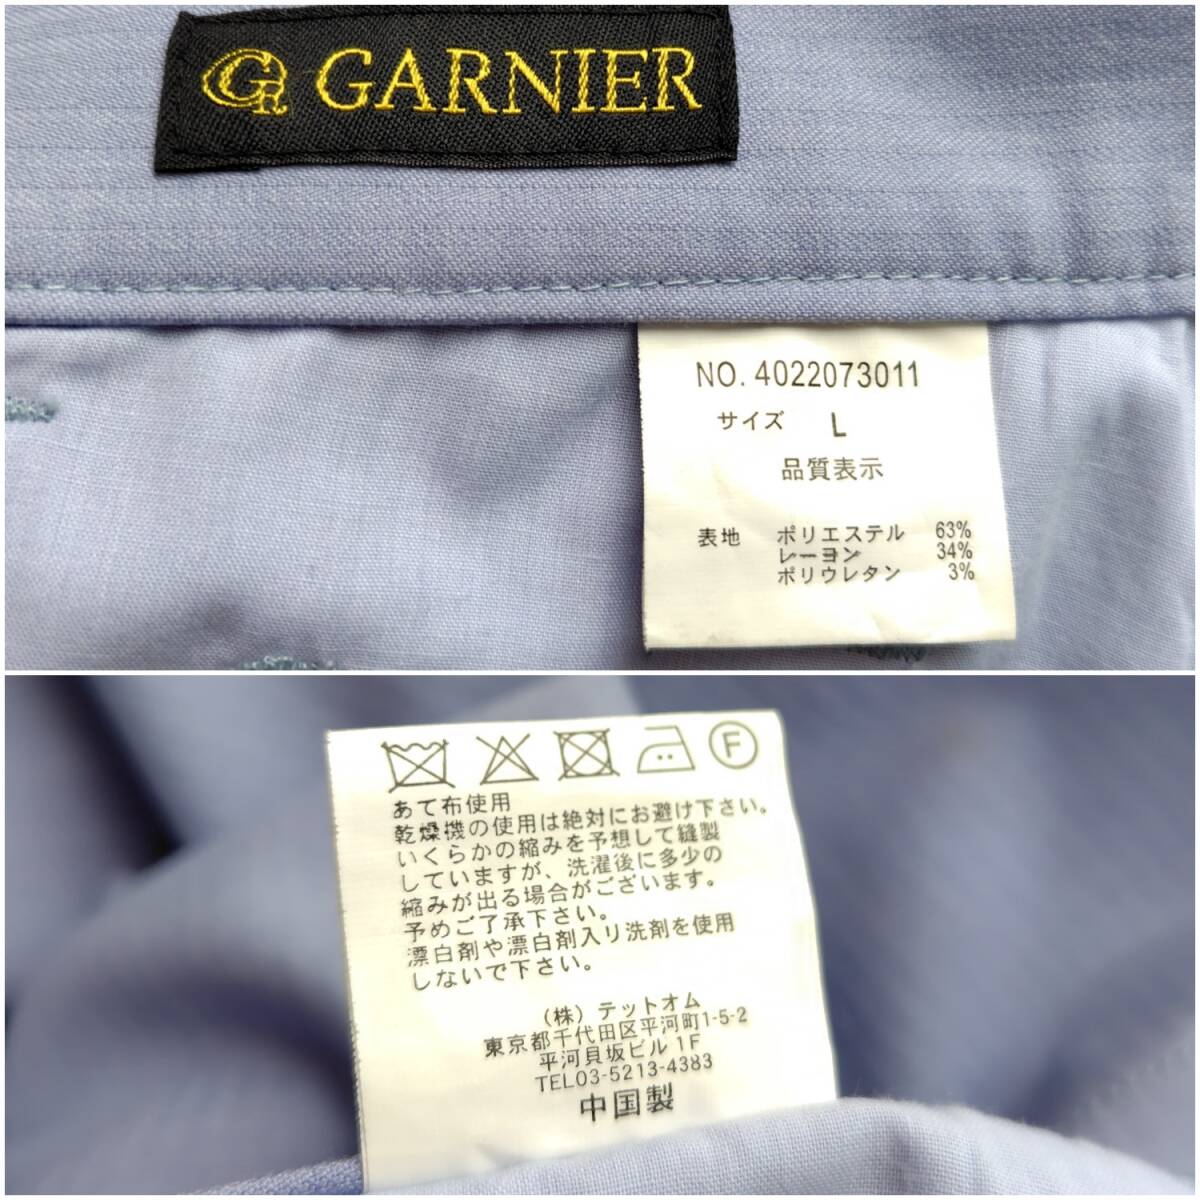 GR GARNIER
NO. 4022073011
サイズ L
品質表示
表地 ポリエステル 63%
レーヨン 34%
ポリウレタン 3%
F
あて布使用
乾燥機の使用は絶対にお避け下さい。
いくらかの縮みを予想して縫製
していますが、洗濯後に多少の
縮みが出る場合がございます。
予めご了承下さい。
漂白剤や漂白剤入り洗剤を使用
しないで下さい。
(株) テットオム
東京都千代田区平河町1-5-2
平河貝坂ビル 1F
TEL03-5213-4383
中国製